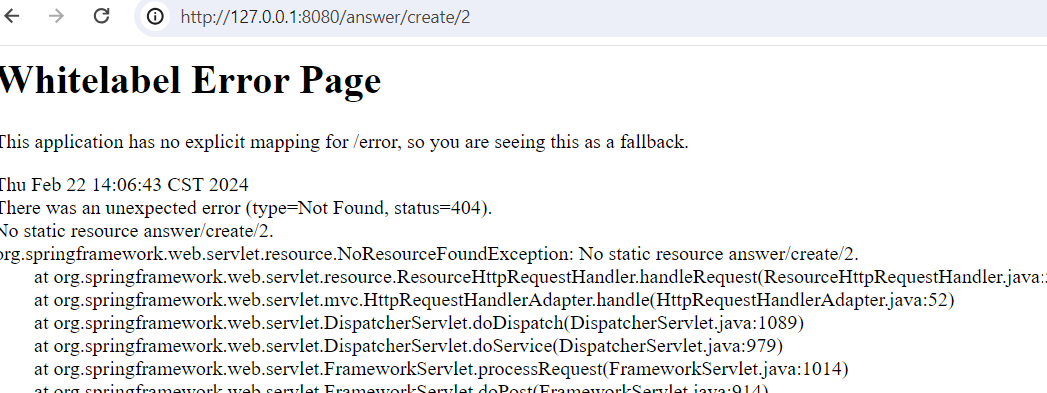 http://127.0.0.1:8080/answer/create/2
Whitelabel Error Page
This application has no explicit mapping for /error, so you are seeing this as a fallback.
Thu Feb 22 14:06:43 CST 2024
There was an unexpected error (type=Not Found, status=404).
No static resource answer/create/2.
org.springframework.web.servlet.resource.NoResourceFoundException: No static resource answer/create/2.
at org.springframework.web.servlet.resource.ResourceHttpRequestHandler.handleRequest(ResourceHttpRequestHandler.java:
at org.springframework.web.servlet.mvc.HttpRequestHandlerAdapter.handle(HttpRequestHandlerAdapter.java:52)
at org.springframework.web.servlet.DispatcherServlet.doDispatch(DispatcherServlet.java:1089)
at org.springframework.web.servlet.DispatcherServlet.doService(DispatcherServlet.java:979)
at org.springframework.web.servlet.FrameworkServlet.processRequest(FrameworkServlet.java:1014)
at org.springframework.web.servlet.FrameworkServlet.doPost(FrameworkServlet.java:914)